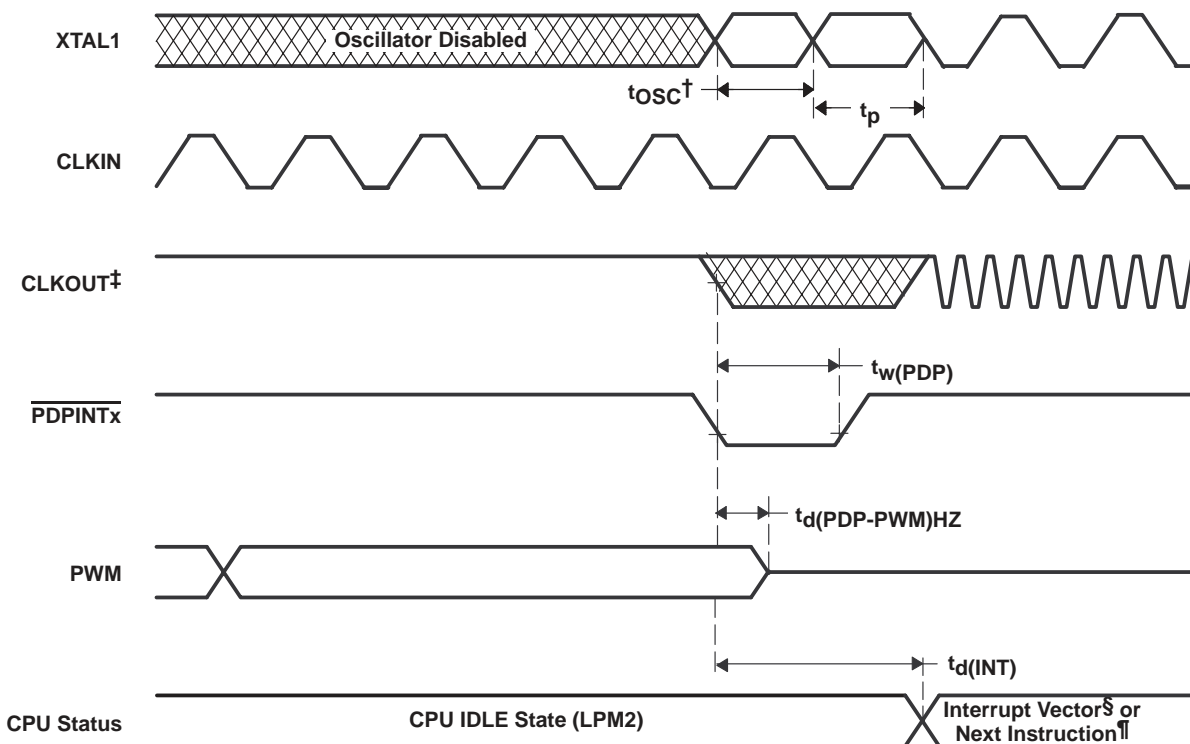 XTAL1
Oscillator Disabled
tOSC†
tp
CLKIN
CLKOUT‡
tw(PDP)
PDPINTx
td(PDP-PWM)HZ
PWM
td(INT)
CPU Status
CPU IDLE State (LPM2)
Interrupt Vector§ or
Next Instruction¶